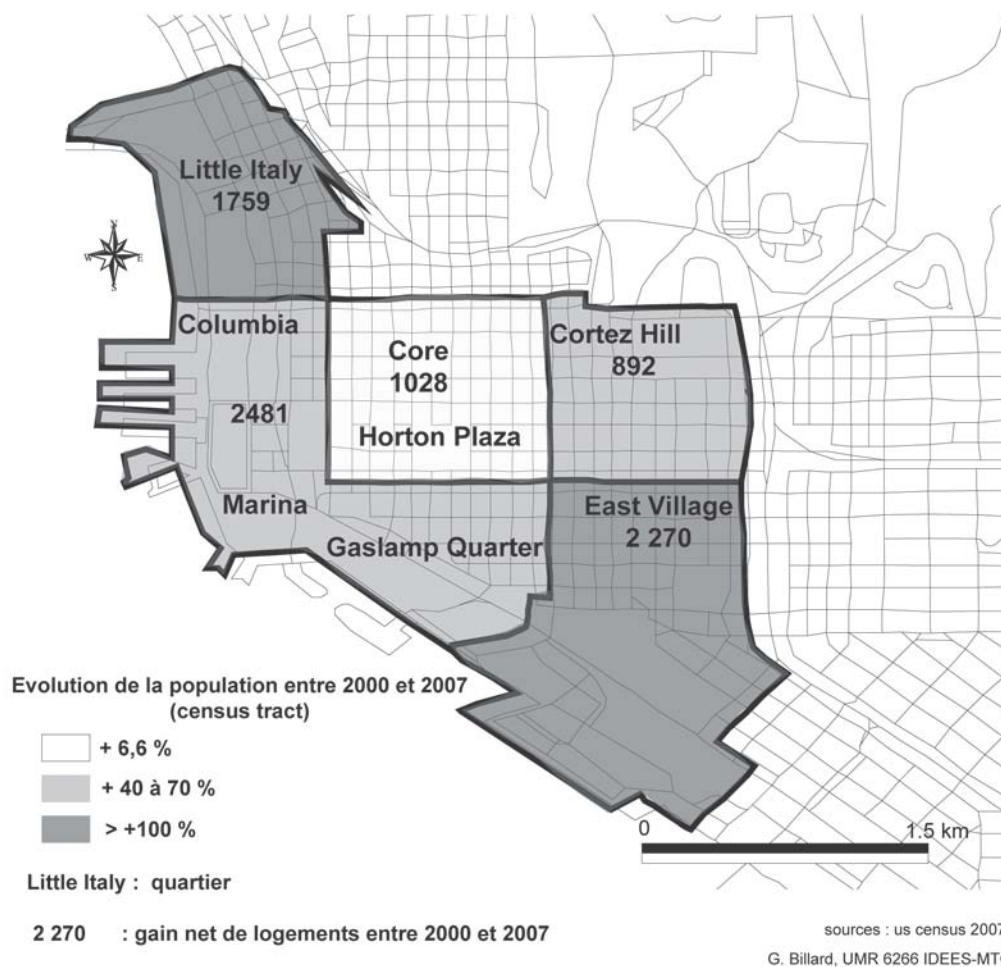 Little Italy
1759
N
W E
S
Columbia
Core
1028
Cortez Hill
892
2481
Horton Plaza
Marina
East Village
2 270
Gaslamp Quarter
Evolution de la population entre 2000 et 2007
(census tract)
+ 6,6 %
+ 40 à 70 %
> +100 %
0 1.5 km
Little Italy : quartier
2 270 : gain net de logements entre 2000 et 2007
sources : us census 2007
G. Billard, UMR 6266 IDEES-MT